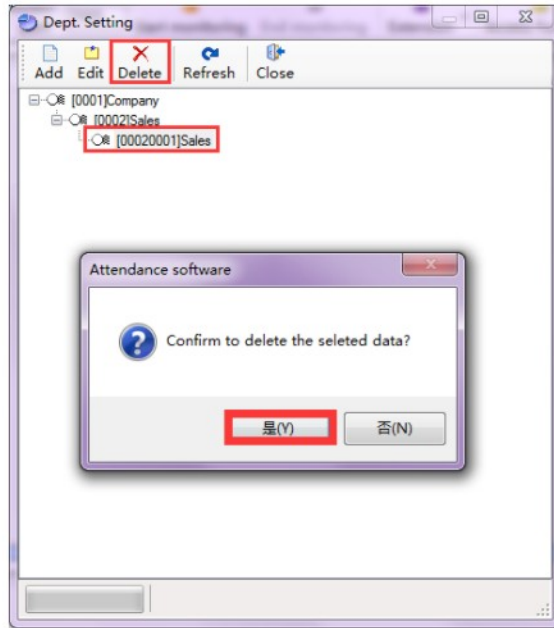 Dept. Setting
Add Edit Delete Refresh Close
[0001]Company
[0002]Sales
[00020001]Sales
Attendance software
Confirm to delete the seleted data?
是(Y) 否(N)